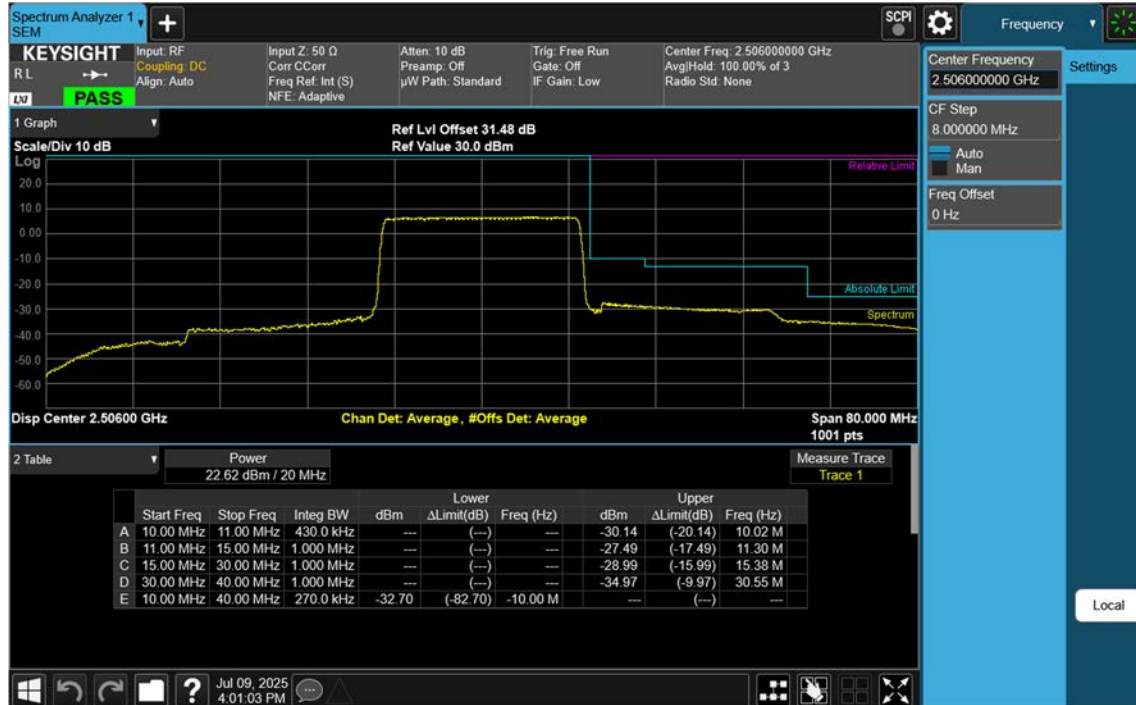 Spectrum Analyzer 1
SEM
+
SCPI
Frequency
KEYSIGHT
R L
LXI
PASS
Input: RF
Coupling: DC
Align: Auto
Input Z: 50 Ω
Corr CCorr
Freq Ref: Int (S)
NFE: Adaptive
Atten: 10 dB
Preamp: Off
µW Path: Standard
Trig: Free Run
Gate: Off
IF Gain: Low
Center Freq: 2.506000000 GHz
Avg|Hold: 100.00% of 3
Radio Std: None
Center Frequency
2.506000000 GHz
Settings
CF Step
8.000000 MHz
Auto
Man
Freq Offset
0 Hz
1 Graph
Scale/Div 10 dB
Ref Lvl Offset 31.48 dB
Ref Value 30.0 dBm
Log
Relative Limit
20.0
10.0
0.00
-10.0
-20.0
Absolute Limit
-30.0
Spectrum
-40.0
-50.0
-60.0
Disp Center 2.50600 GHz
Chan Det: Average, #Offs Det: Average
Span 80.000 MHz
1001 pts
2 Table
Power
22.62 dBm / 20 MHz
Measure Trace
Trace 1
Lower Upper
Start Freq Stop Freq Integ BW dBm ΔLimit(dB) Freq (Hz) dBm ΔLimit(dB) Freq (Hz)
A 10.00 MHz 11.00 MHz 430.0 kHz --- (---) --- -30.14 (-20.14) 10.02 M
B 11.00 MHz 15.00 MHz 1.000 MHz --- (---) --- -27.49 (-17.49) 11.30 M
C 15.00 MHz 30.00 MHz 1.000 MHz --- (---) --- -28.99 (-15.99) 15.38 M
D 30.00 MHz 40.00 MHz 1.000 MHz --- (---) --- -34.97 (-9.97) 30.55 M
E 10.00 MHz 40.00 MHz 270.0 kHz -32.70 (-82.70) -10.00 M --- (---) ---
Local
?
Jul 09, 2025
4:01:03 PM